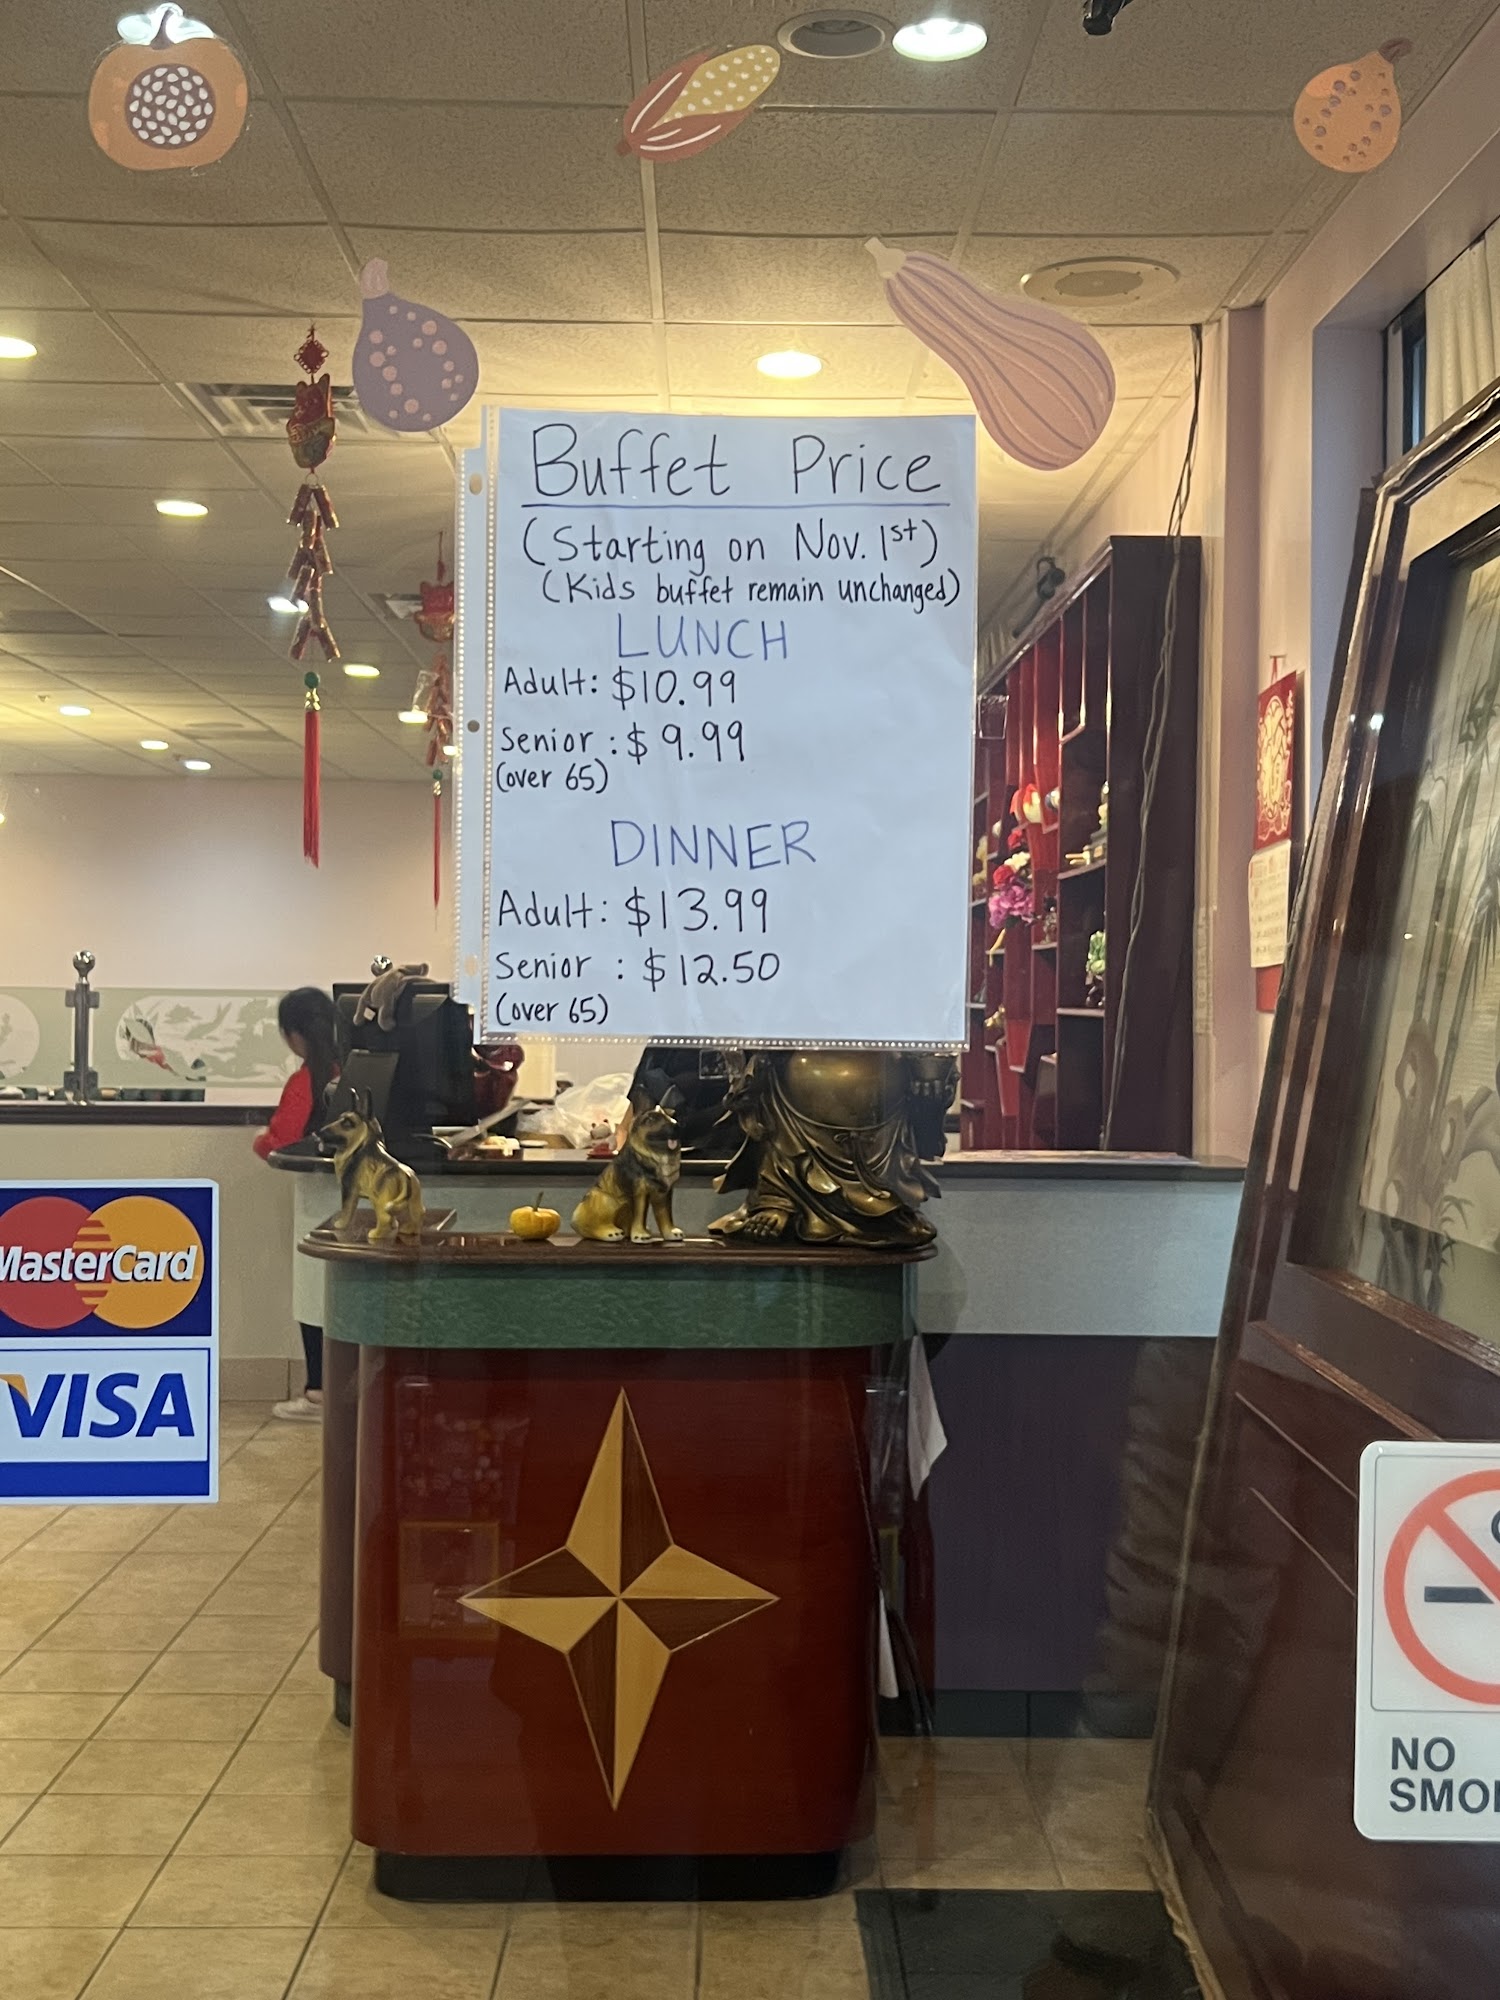 Buffet Price
(Starting on Nov. 1st)
(Kids buffet remain unchanged)
LUNCH
Adult: $10.99
Senior : $9.99
(over 65)
DINNER
Adult: $13.99
Senior : $12.50
(over 65)
MasterCard
VISA
NO
SMO